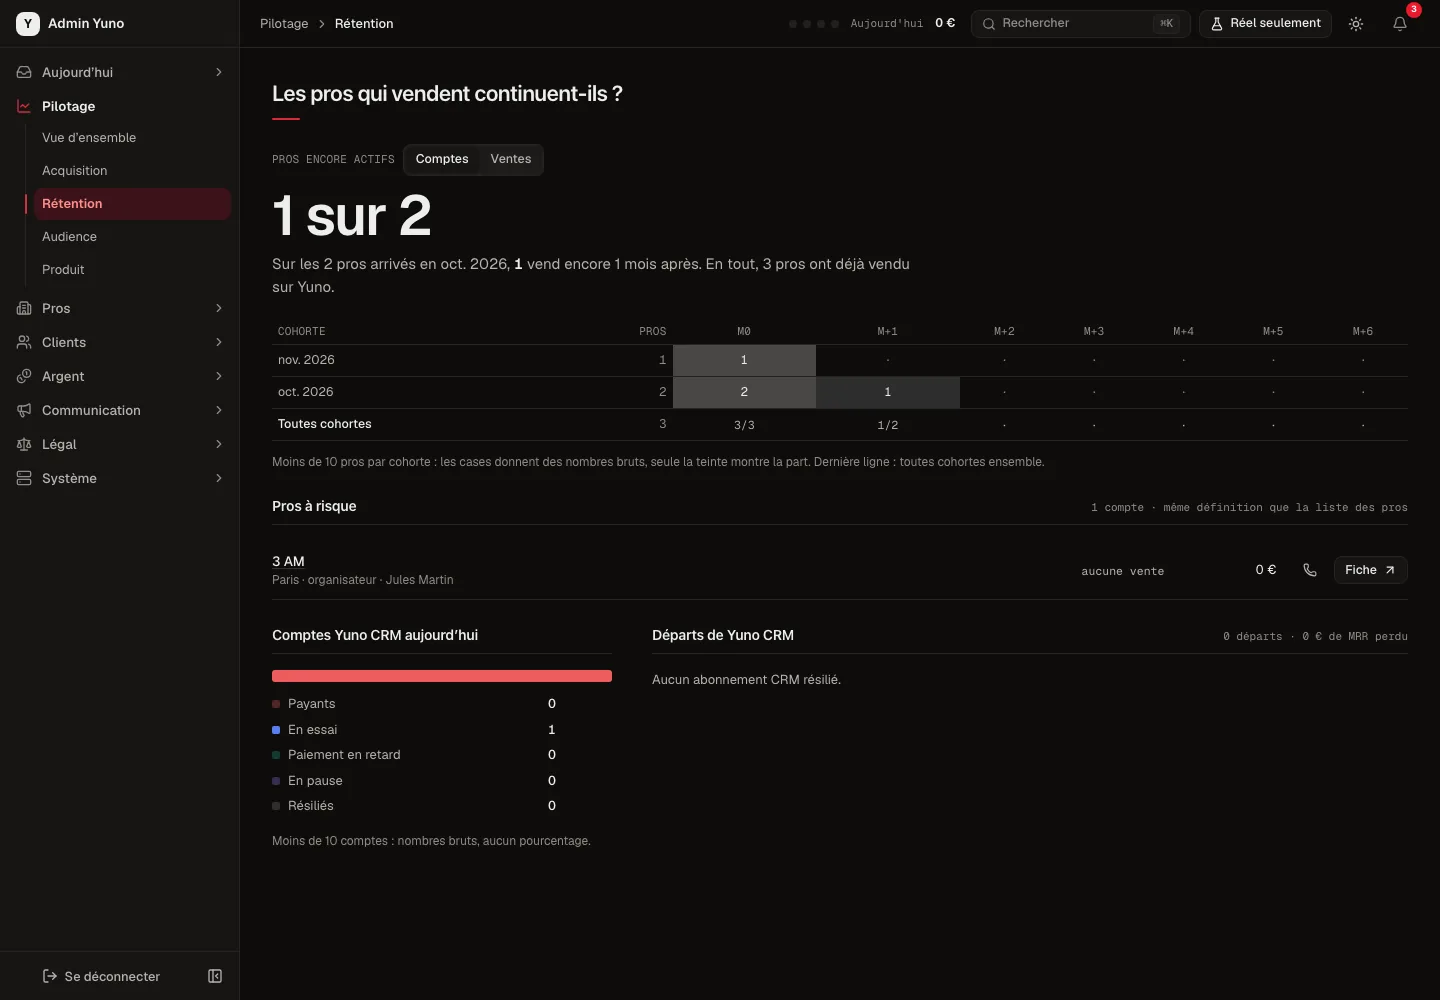 Y Admin Yuno
Pilotage > Rétention
Aujourd'hui 0 €
Rechercher ⌘K
Réel seulement
3
Aujourd'hui
Pilotage
Vue d'ensemble
Acquisition
Rétention
Audience
Produit
Pros
Clients
Argent
Communication
Légal
Système
Se déconnecter
Les pros qui vendent continuent-ils ?
PROS ENCORE ACTIFS Comptes Ventes
1 sur 2
Sur les 2 pros arrivés en oct. 2026, 1 vend encore 1 mois après. En tout, 3 pros ont déjà vendu
sur Yuno.
COHORTE PROS M0 M+1 M+2 M+3 M+4 M+5 M+6
nov. 2026 1 1 · · · · · ·
oct. 2026 2 2 1 · · · · ·
Toutes cohortes 3 3/3 1/2 · · · · ·
Moins de 10 pros par cohorte : les cases donnent des nombres bruts, seule la teinte montre la part. Dernière ligne : toutes cohortes ensemble.
Pros à risque 1 compte · même définition que la liste des pros
3 AM
Paris · organisateur · Jules Martin
aucune vente 0 € Fiche
Comptes Yuno CRM aujourd'hui
Payants 0
En essai 1
Paiement en retard 0
En pause 0
Résiliés 0
Moins de 10 comptes : nombres bruts, aucun pourcentage.
Départs de Yuno CRM 0 départs · 0 € de MRR perdu
Aucun abonnement CRM résilié.